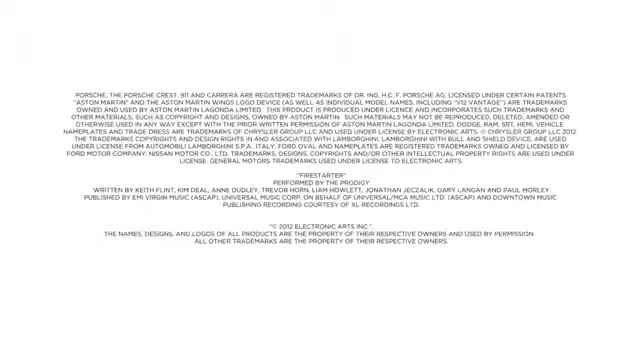 PORSCHE, THE PORSCHE CREST, 911 AND CARRERA ARE REGISTERED TRADEMARKS OF DR. ING. H.C. F. PORSCHE AG. LICENSED UNDER CERTAIN PATENTS.
"ASTON MARTIN" AND THE ASTON MARTIN WINGS LOGO DEVICE (AS WELL AS INDIVIDUAL MODEL NAMES, INCLUDING "V12 VANTAGE") ARE TRADEMARKS
OWNED AND USED BY ASTON MARTIN LAGONDA LIMITED. THIS PRODUCT IS PRODUCED UNDER LICENCE AND INCORPORATES SUCH TRADEMARKS AND
OTHER MATERIALS, SUCH AS COPYRIGHT AND DESIGNS, OWNED BY ASTON MARTIN. SUCH MATERIALS MAY NOT BE REPRODUCED, DELETED, AMENDED OR
OTHERWISE USED IN ANY WAY EXCEPT WITH THE PRIOR WRITTEN PERMISSION OF ASTON MARTIN LAGONDA LIMITED. DODGE, RAM, SRT, HEMI, VEHICLE
NAMEPLATES AND TRADE DRESS ARE TRADEMARKS OF CHRYSLER GROUP LLC AND USED UNDER LICENSE BY ELECTRONIC ARTS. © CHRYSLER GROUP LLC 2012
THE TRADEMARKS COPYRIGHTS AND DESIGN RIGHTS IN AND ASSOCIATED WITH LAMBORGHINI, LAMBORGHINI WITH BULL AND SHIELD DEVICE, ARE USED
UNDER LICENSE FROM AUTOMOBILI LAMBORGHINI S.P.A., ITALY. FORD OVAL AND NAMEPLATES ARE REGISTERED TRADEMARKS OWNED AND LICENSED BY
FORD MOTOR COMPANY. NISSAN MOTOR CO., LTD. TRADEMARKS, DESIGNS, COPYRIGHTS AND/OR OTHER INTELLECTUAL PROPERTY RIGHTS ARE USED UNDER
LICENSE. GENERAL MOTORS TRADEMARKS USED UNDER LICENSE TO ELECTRONIC ARTS.
"FIRESTARTER"
PERFORMED BY THE PRODIGY
WRITTEN BY KEITH FLINT, KIM DEAL, ANNE DUDLEY, TREVOR HORN, LIAM HOWLETT, JONATHAN JECZALIK, GARY LANGAN AND PAUL MORLEY
PUBLISHED BY EMI VIRGIN MUSIC (ASCAP), UNIVERSAL MUSIC CORP. ON BEHALF OF UNIVERSAL/MCA MUSIC LTD. (ASCAP) AND DOWNTOWN MUSIC
PUBLISHING RECORDING COURTESY OF XL RECORDINGS LTD.
"© 2012 ELECTRONIC ARTS INC.".
THE NAMES, DESIGNS, AND LOGOS OF ALL PRODUCTS ARE THE PROPERTY OF THEIR RESPECTIVE OWNERS AND USED BY PERMISSION.
ALL OTHER TRADEMARKS ARE THE PROPERTY OF THEIR RESPECTIVE OWNERS.